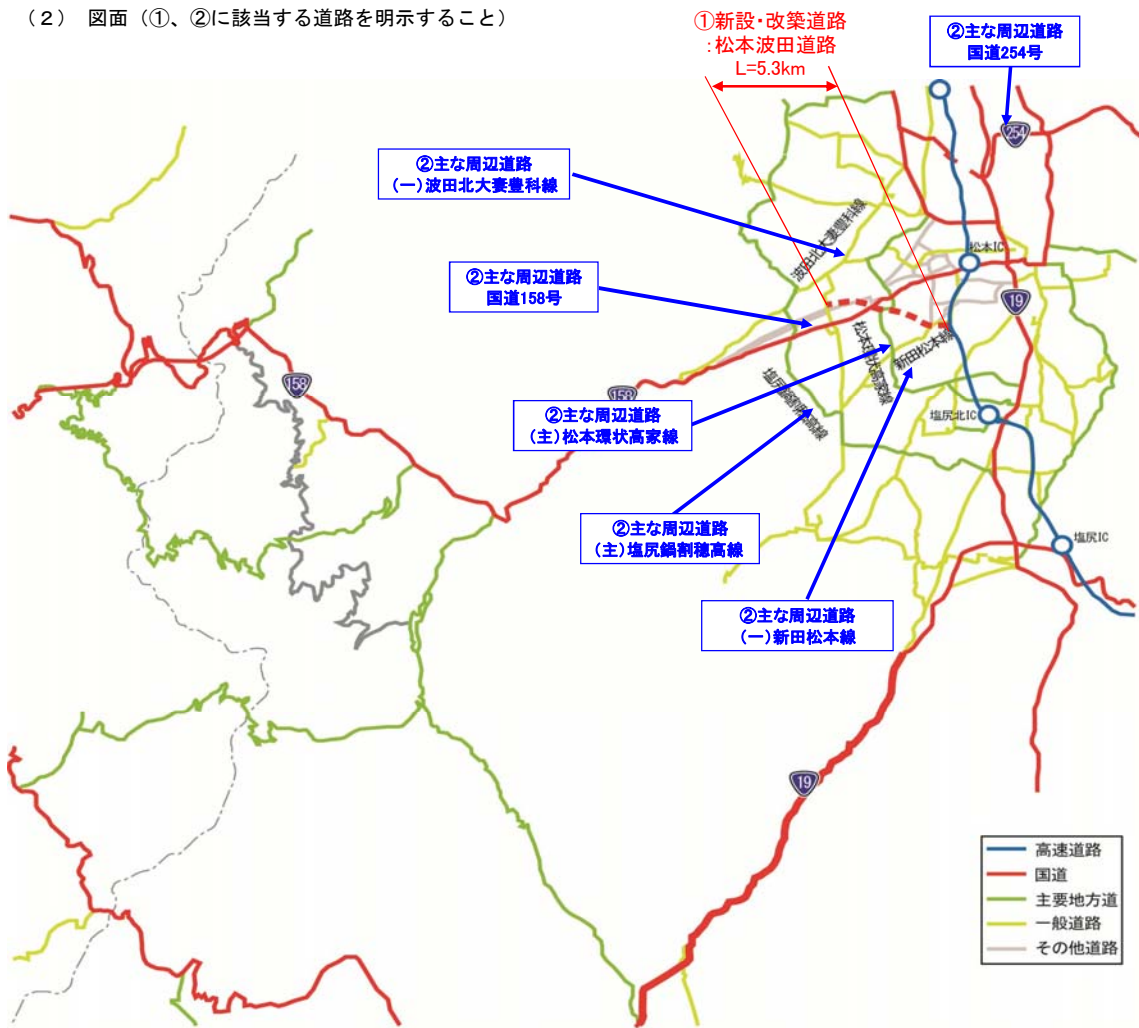 （２） 図面（①、②に該当する道路を明示すること）
①新設・改築道路
：松本波田道路
L=5.3km
②主な周辺道路
国道254号
254
②主な周辺道路
(一)波田北大妻豊科線
波田北大妻豊科線
松本IC
②主な周辺道路
国道158号
19
158
158
松本環状高家線
新田松本線
塩尻鍋割穂高線
②主な周辺道路
(主)松本環状高家線
塩尻北IC
②主な周辺道路
(主)塩尻鍋割穂高線
塩尻IC
②主な周辺道路
(一)新田松本線
19
高速道路
国道
主要地方道
一般道路
その他道路